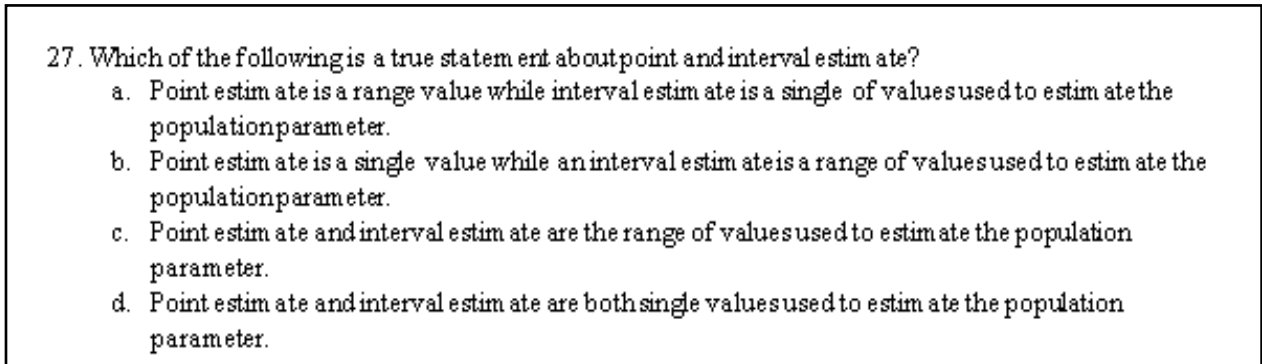 27. Which of the following is a true statement about point and interval estimate?
a. Point estimate is a range value while interval estimate is a single of values used to estimate the
population parameter.
b. Point estimate is a single value while an interval estimate is a range of values used to estimate the
population parameter.
c. Point estimate and interval estimate are the range of values used to estimate the population
parameter.
d. Point estimate and interval estimate are both single values used to estimate the population
parameter.